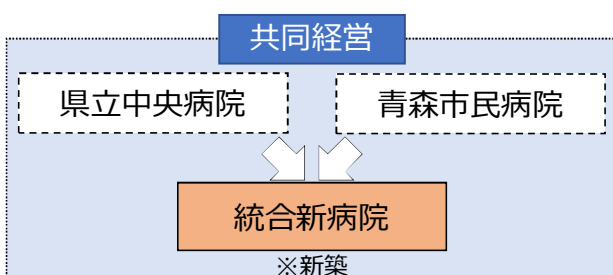 共同経営
県立中央病院
青森市民病院
統合新病院
※新築